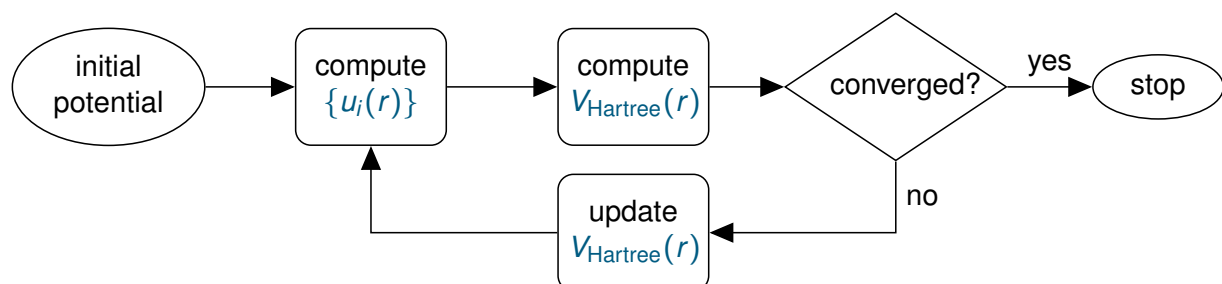 initial
potential
compute
{u_i(r)}
compute
V_Hartree(r)
converged?
yes
stop
no
update
V_Hartree(r)